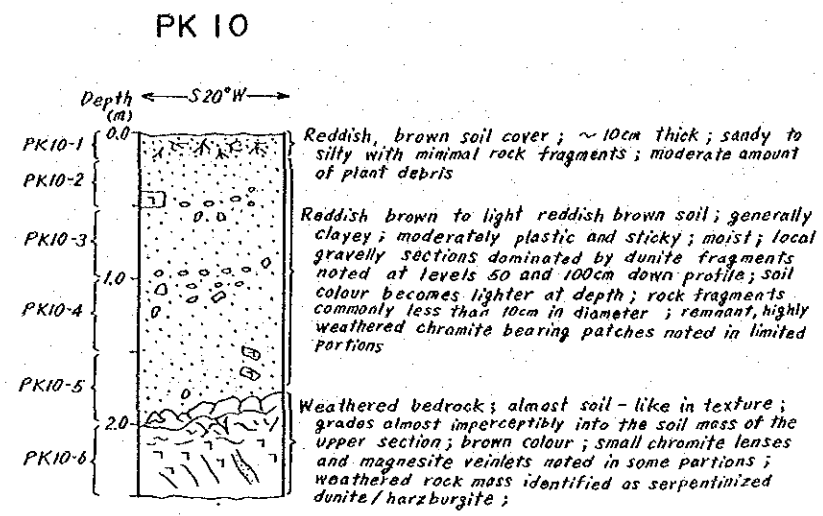 PK 10
Depth ←S20°W→
(m)
0.0
PK10-1
PK10-2
PK10-3
1.0
PK10-4
PK10-5
2.0
PK10-6
Reddish, brown soil cover ; ~ 10cm thick ; sandy to
silty with minimal rock fragments ; moderate amount
of plant debris
Reddish brown to light reddish brown soil ; generally
clayey ; moderately plastic and sticky ; moist ; local
gravelly sections dominated by dunite fragments
noted at levels 50 and 100cm down profile ; soil
colour becomes lighter at depth ; rock fragments
commonly less than 10cm in diameter ; remnant, highly
weathered chromite bearing patches noted in limited
portions
Weathered bedrock ; almost soil-like in texture ;
grades almost imperceptibly into the soil mass of the
upper section ; brown colour ; small chromite lenses
and magnesite veinlets noted in some portions ;
weathered rock mass identified as serpentinized
dunite/harzburgite ;